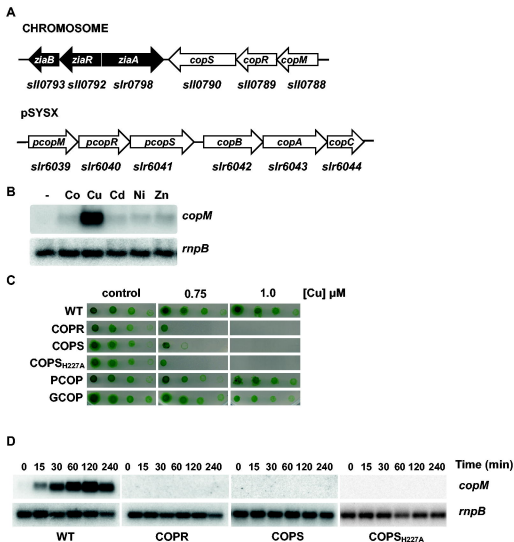 A
CHROMOSOME
ziaB ziaR ziaA copS copR copM
sll0793 sll0792 slr0798 sll0790 sll0789 sll0788
pSYSX
pcopM pcopR pcopS copB copA copC
slr6039 slr6040 slr6041 slr6042 slr6043 slr6044
B
- Co Cu Cd Ni Zn
copM
rnpB
C
control 0.75 1.0 [Cu] µM
WT
COPR
COPS
COPSH227A
PCOP
GCOP
D
0 15 30 60 120 240 0 15 30 60 120 240 0 15 30 60 120 240 0 15 30 60 120 240 Time (min)
copM
rnpB
WT COPR COPS COPSH227A